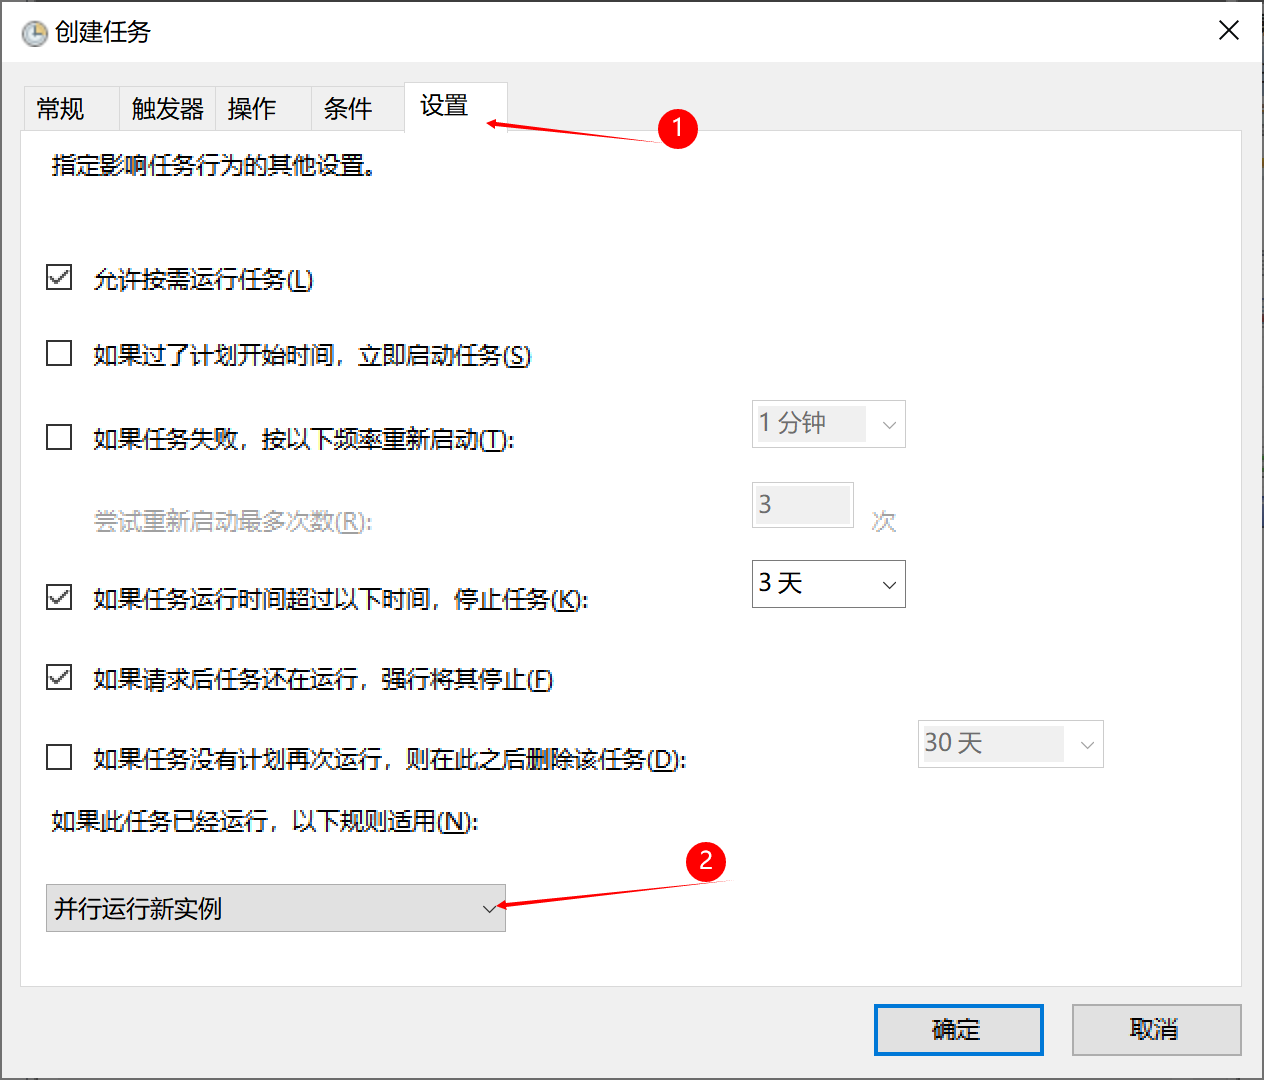 创建任务
常规 触发器 操作 条件 设置
1
指定影响任务行为的其他设置。
允许按需运行任务(L)
如果过了计划开始时间，立即启动任务(S)
如果任务失败，按以下频率重新启动(T): 1 分钟
尝试重新启动最多次数(R): 3 次
如果任务运行时间超过以下时间，停止任务(K): 3 天
如果请求后任务还在运行，强行将其停止(F)
如果任务没有计划再次运行，则在此之后删除该任务(D): 30 天
如果此任务已经运行，以下规则适用(N):
2
并行运行新实例
确定 取消